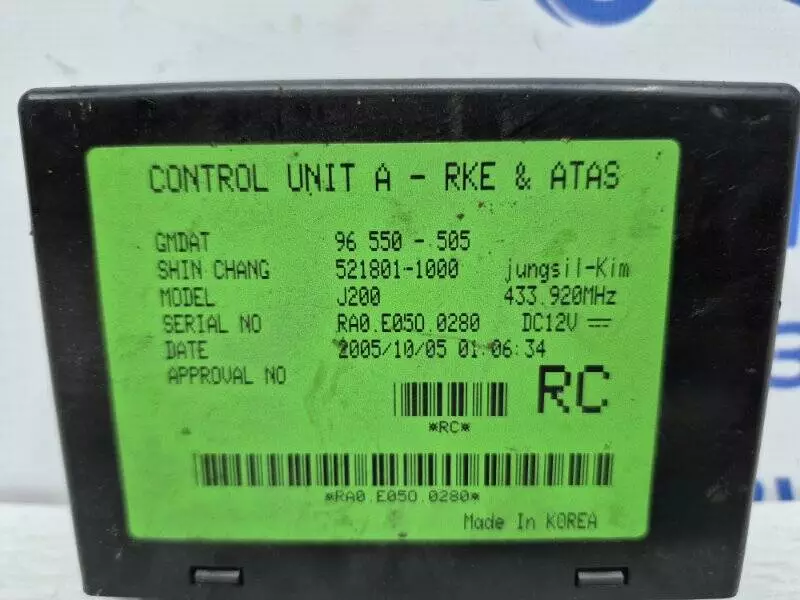 CONTROL UNIT A - RKE & ATAS
GMDAT 96 550 - 505
SHIN CHANG 521801-1000 jungsil-Kim
MODEL J200 433.920MHz
SERIAL NO RA0.E05O.0280 DC12V
DATE 2005/10/05 01:06:34
APPROVAL NO
RC
*RC*
*RA0.E05O.0280*
Made In KOREA